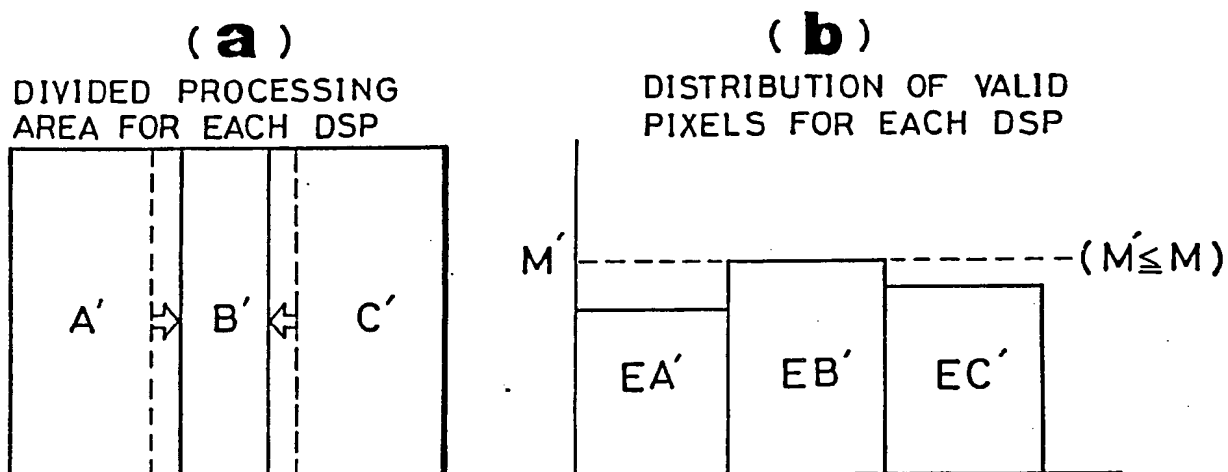 (a)
DIVIDED PROCESSING
AREA FOR EACH DSP
A′ B′ C′
(b)
DISTRIBUTION OF VALID
PIXELS FOR EACH DSP
M′ (M′≦M)
EA′ EB′ EC′